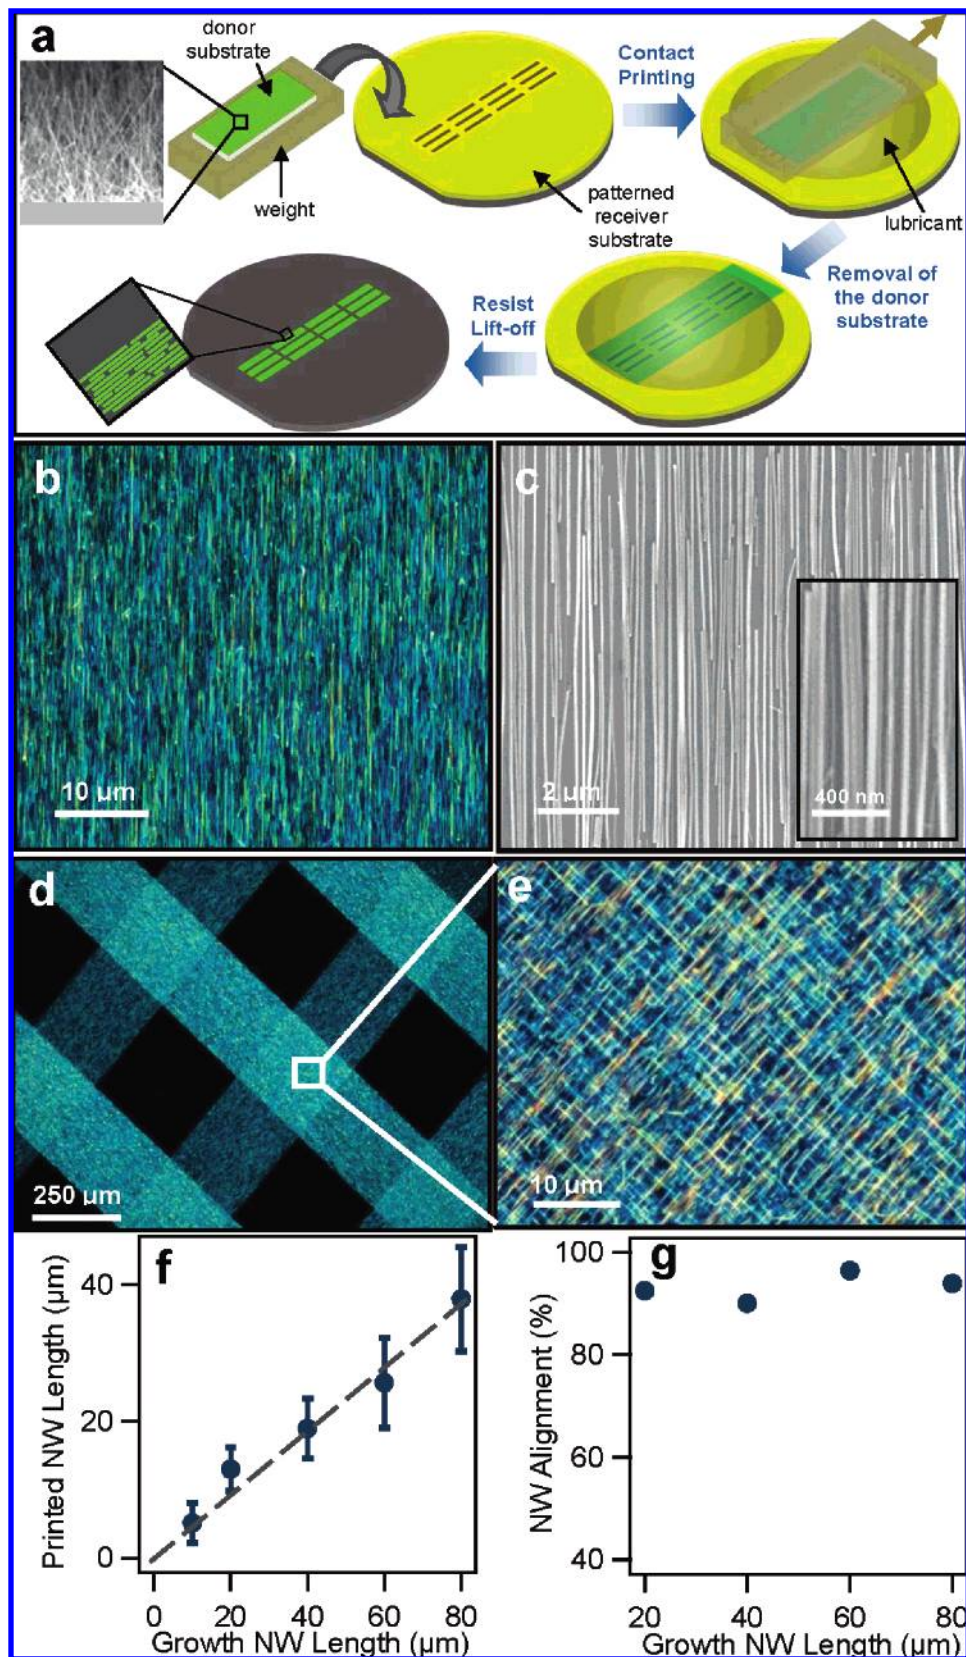 a
donor
substrate
weight
patterned
receiver
substrate
Contact
Printing
lubricant
Removal of
the donor
substrate
Resist
Lift-off
b
10 µm
c
2 µm
400 nm
d
250 µm
e
10 µm
f
Printed NW Length (µm)
40
20
0
0 20 40 60 80
Growth NW Length (µm)
g
NW Alignment (%)
100
80
60
40
20 40 60 80
Growth NW Length (µm)